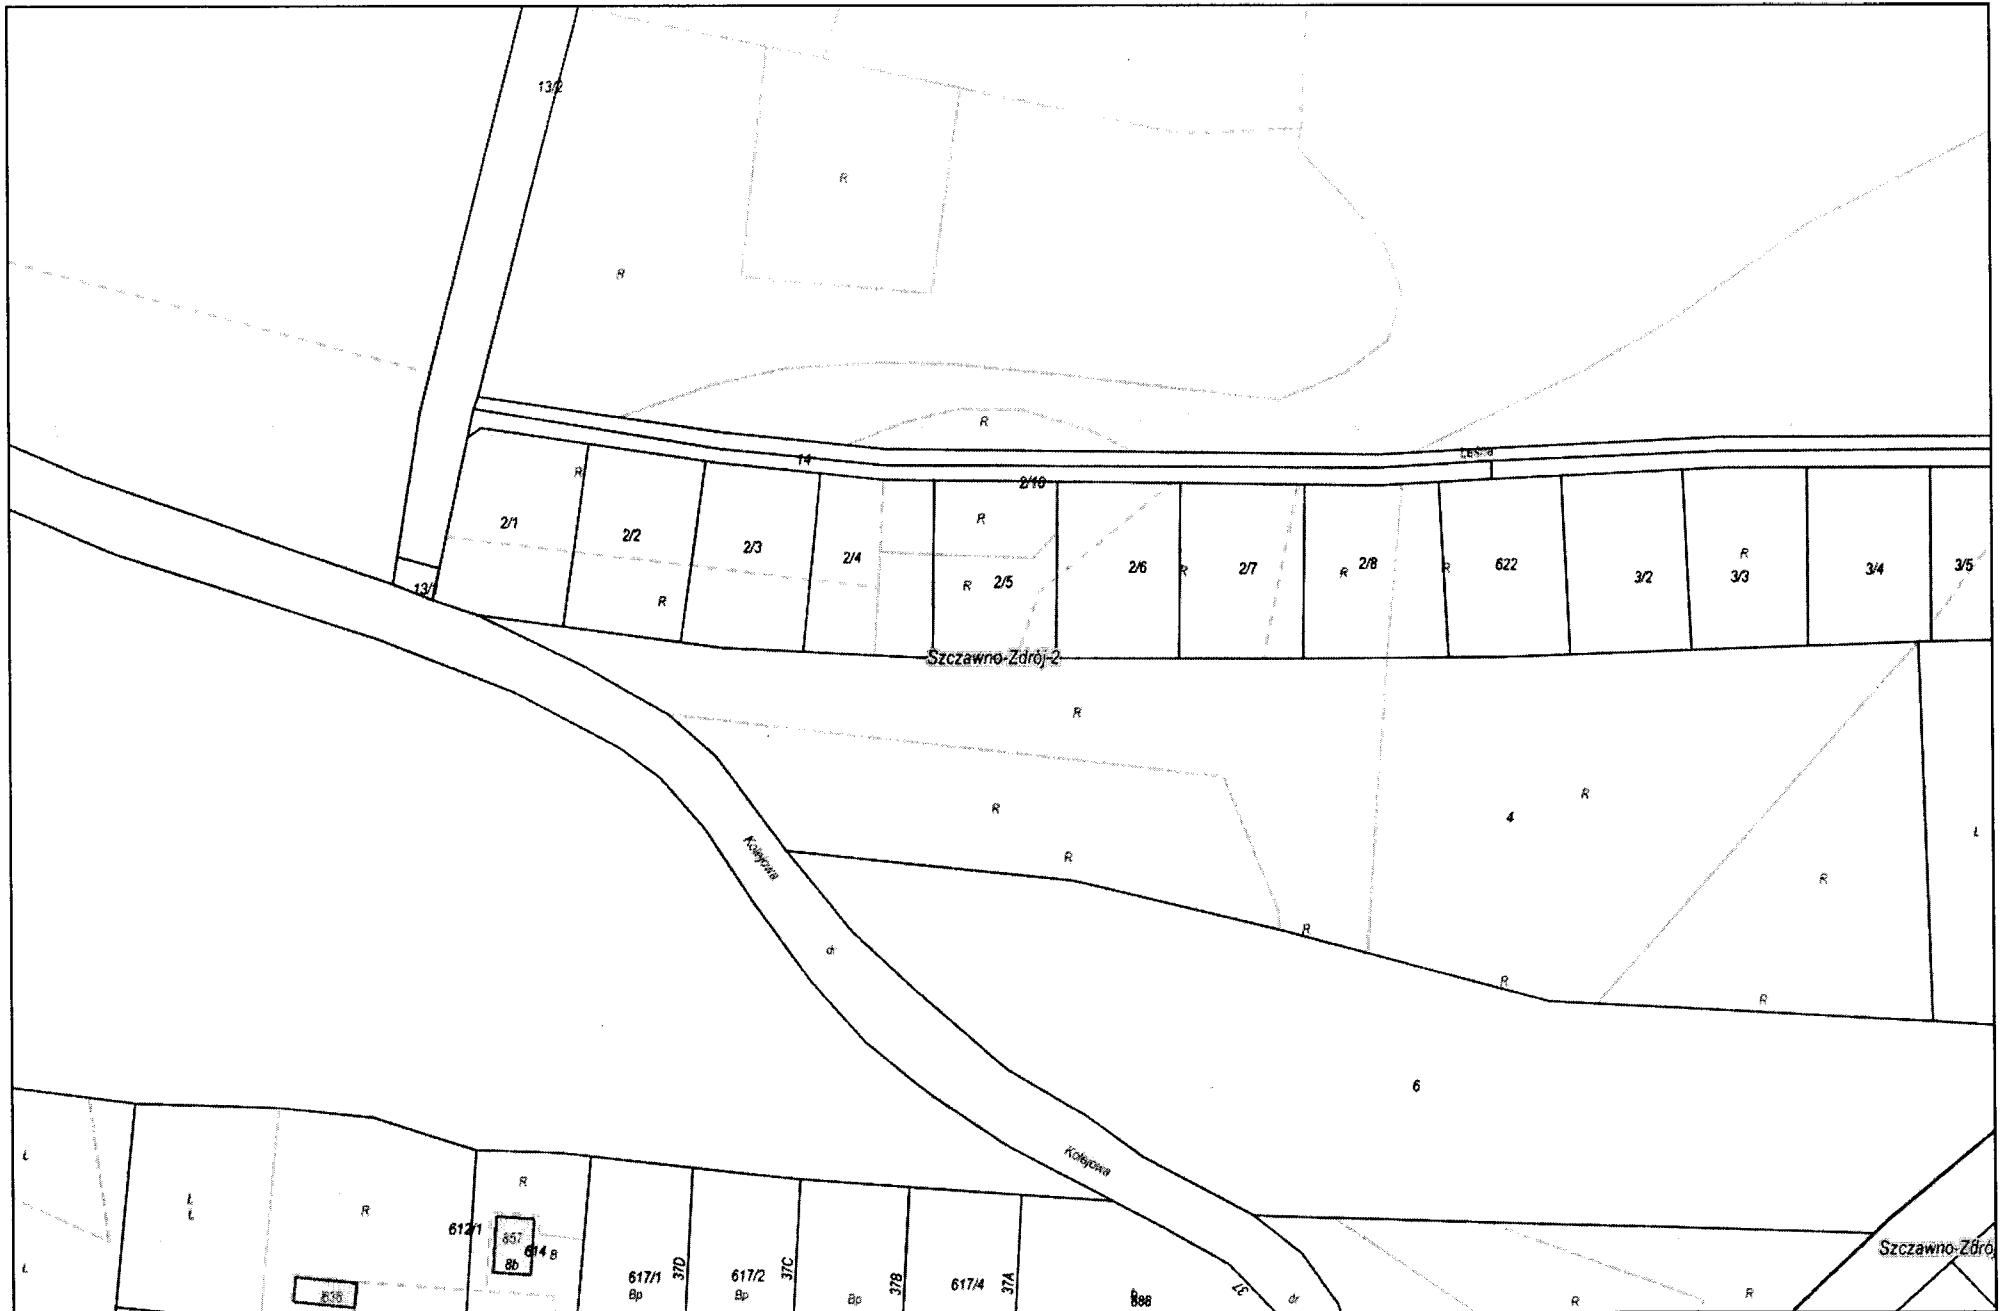 13/2
R
R
R
Leśna
14
2/10
R
R
2/1
2/2
2/3
2/4
R
2/5
2/6
R
2/7
R
2/8
R
622
3/2
R
3/3
3/4
3/5
R
Szczawno-Zdrój-2
R
R
4
R
Ł
R
R
Kolejowa
R
R
R
dr
6
Kolejowa
Ł
Ł
Ł
R
R
612/1
857
614
B
8b
Ł
617/1
37D
617/2
37C
37B
617/4
37A
Bp
Bp
Bp
37
dr
R
R
Szczawno-Zdrój